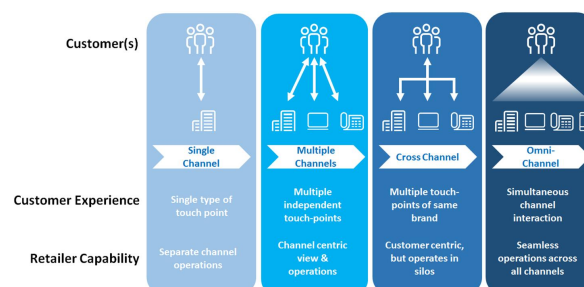 Customer(s)
Single
Channel
Multiple
Channels
Cross Channel
Omni-
Channel
Customer Experience
Single type of
touch point
Multiple
independent
touch-points
Multiple touch-
points of same
brand
Simultaneous
channel
interaction
Retailer Capability
Separate channel
operations
Channel centric
view &
operations
Customer centric,
but operates in
silos
Seamless
operations across
all channels